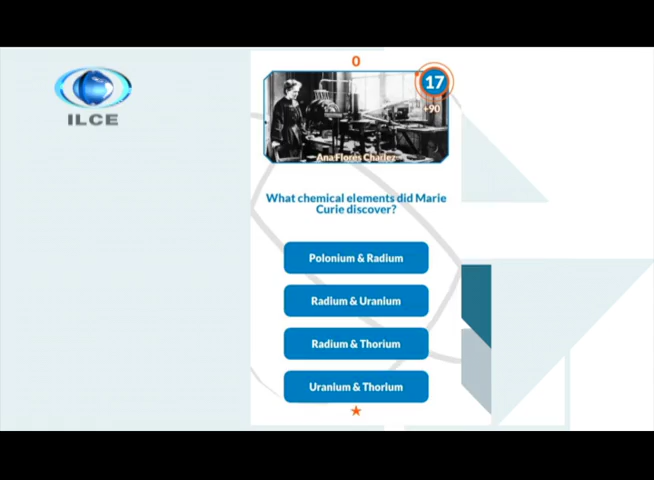 0
ILCE
17
+90
Ana Flores Charlez
What chemical elements did Marie
Curie discover?
Polonium & Radium
Radium & Uranium
Radium & Thorium
Uranium & Thorium